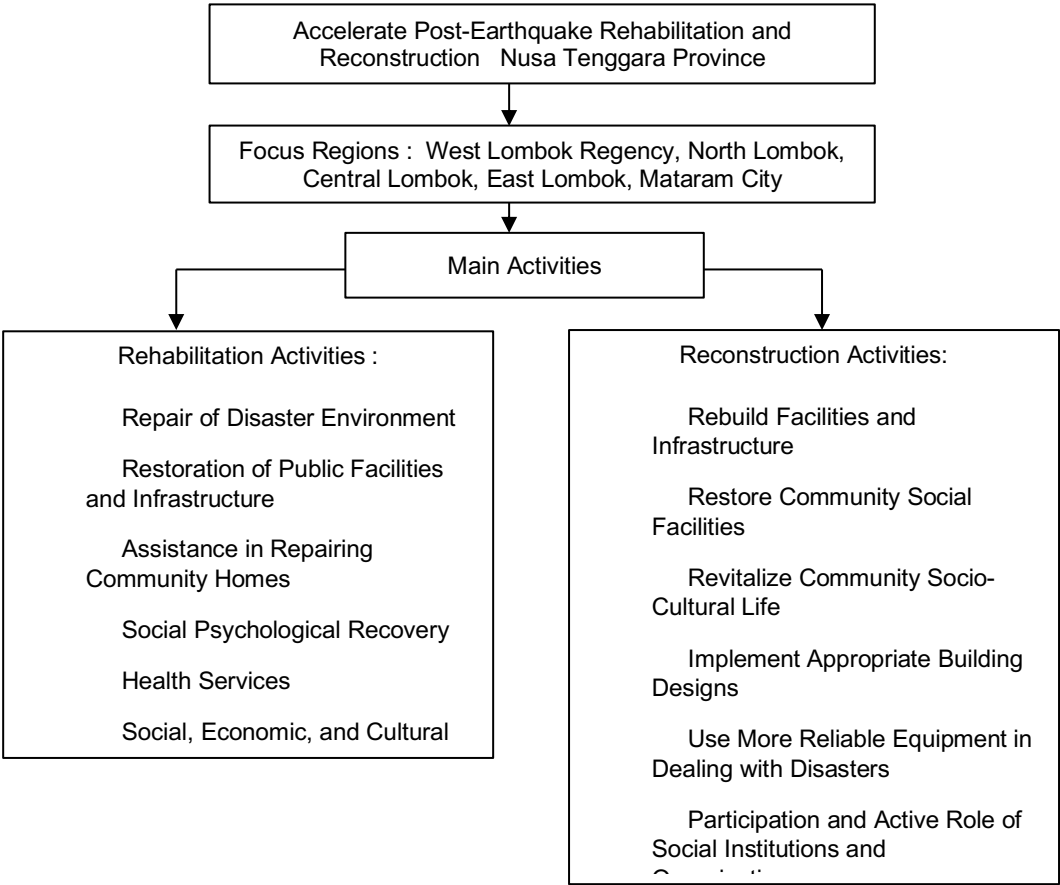 Accelerate Post-Earthquake Rehabilitation and
Reconstruction Nusa Tenggara Province
Focus Regions : West Lombok Regency, North Lombok,
Central Lombok, East Lombok, Mataram City
Main Activities
Rehabilitation Activities :
Repair of Disaster Environment
Restoration of Public Facilities
and Infrastructure
Assistance in Repairing
Community Homes
Social Psychological Recovery
Health Services
Social, Economic, and Cultural
Reconstruction Activities:
Rebuild Facilities and
Infrastructure
Restore Community Social
Facilities
Revitalize Community Socio-
Cultural Life
Implement Appropriate Building
Designs
Use More Reliable Equipment in
Dealing with Disasters
Participation and Active Role of
Social Institutions and